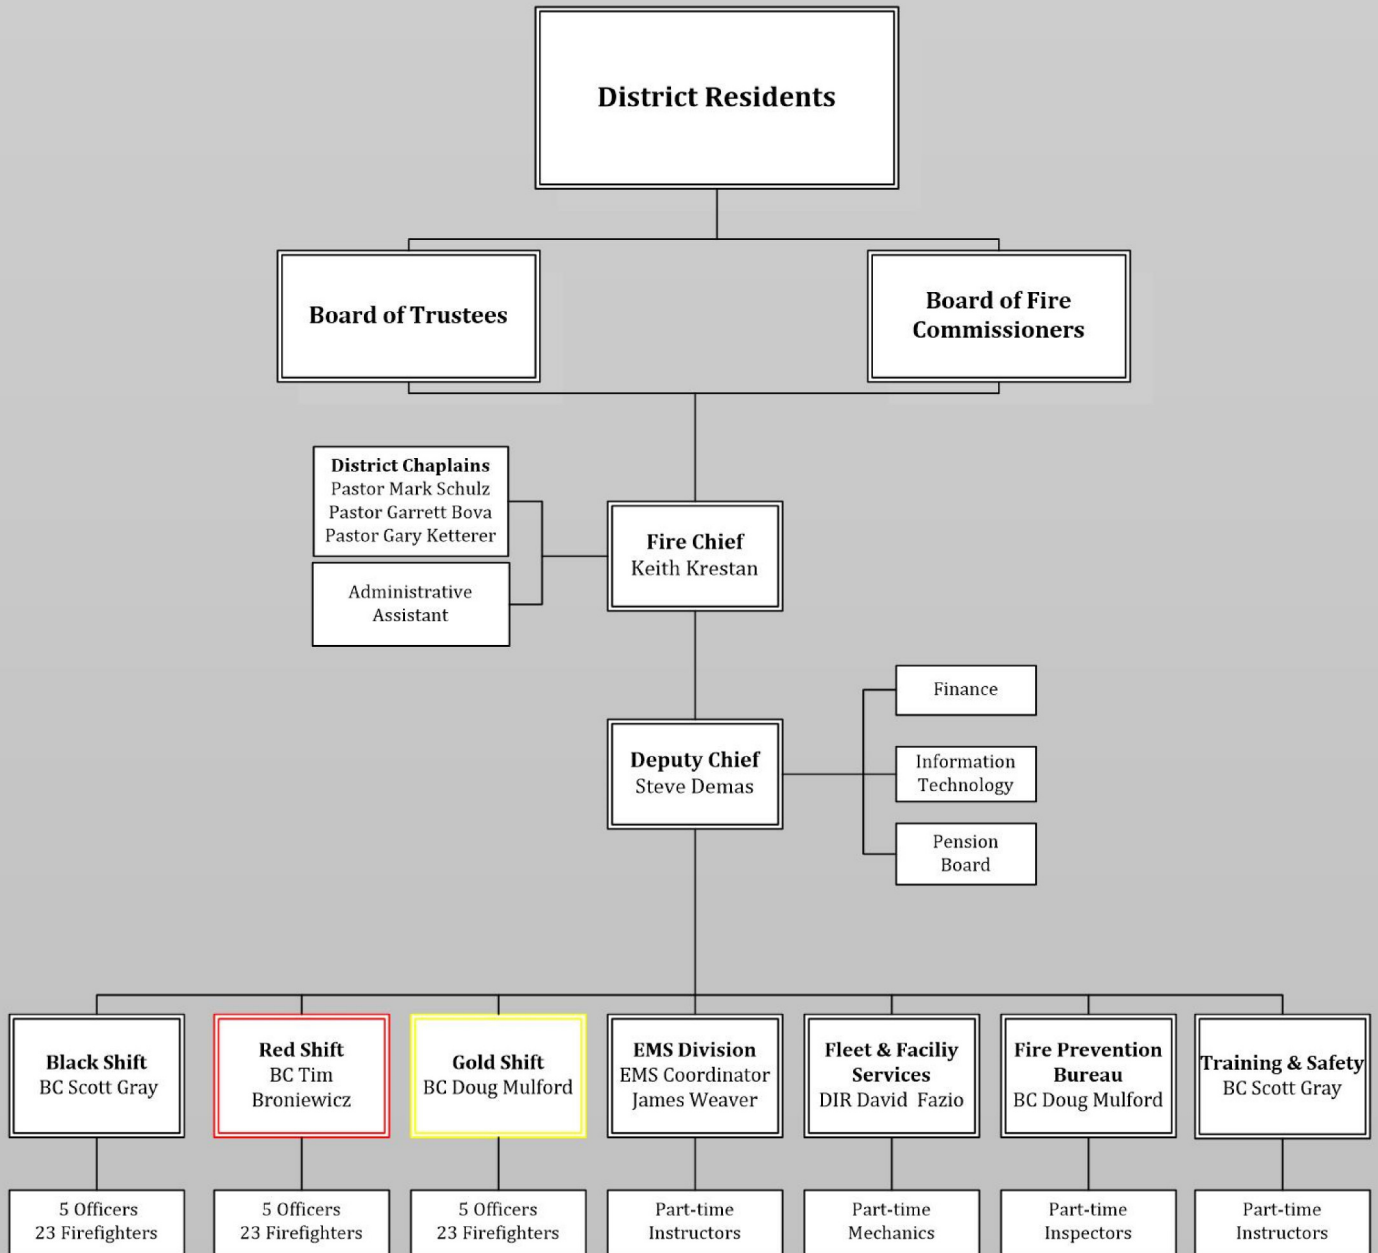 District Residents
Board of Trustees
Board of Fire
Commissioners
District Chaplains
Pastor Mark Schulz
Pastor Garrett Bova
Pastor Gary Ketterer
Administrative
Assistant
Fire Chief
Keith Krestan
Deputy Chief
Steve Demas
Finance
Information
Technology
Pension
Board
Black Shift
BC Scott Gray
Red Shift
BC Tim
Broniewicz
Gold Shift
BC Doug Mulford
EMS Division
EMS Coordinator
James Weaver
Fleet & Faciliy
Services
DIR David Fazio
Fire Prevention
Bureau
BC Doug Mulford
Training & Safety
BC Scott Gray
5 Officers
23 Firefighters
5 Officers
23 Firefighters
5 Officers
23 Firefighters
Part-time
Instructors
Part-time
Mechanics
Part-time
Inspectors
Part-time
Instructors